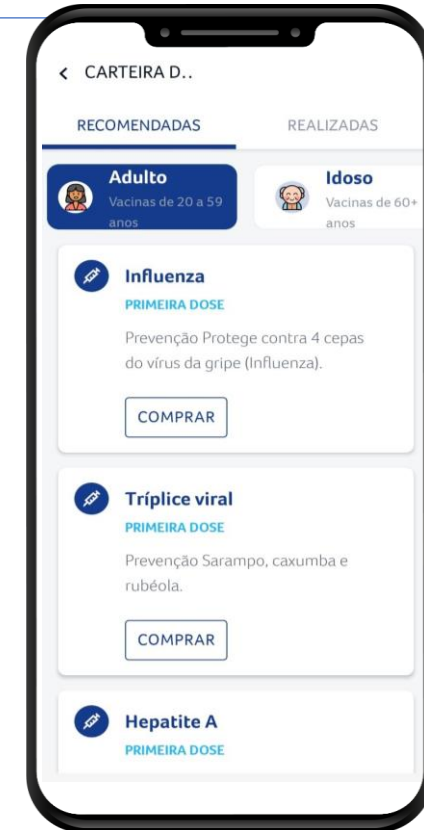 CARTEIRA D..
RECOMENDADAS
REALIZADAS
Adulto
Vacinas de 20 a 59
anos
Idoso
Vacinas de 60+
anos
Influenza
PRIMEIRA DOSE
Prevenção Protege contra 4 cepas
do vírus da gripe (Influenza).
COMPRAR
Tríplice viral
PRIMEIRA DOSE
Prevenção Sarampo, caxumba e
rubéola.
COMPRAR
Hepatite A
PRIMEIRA DOSE